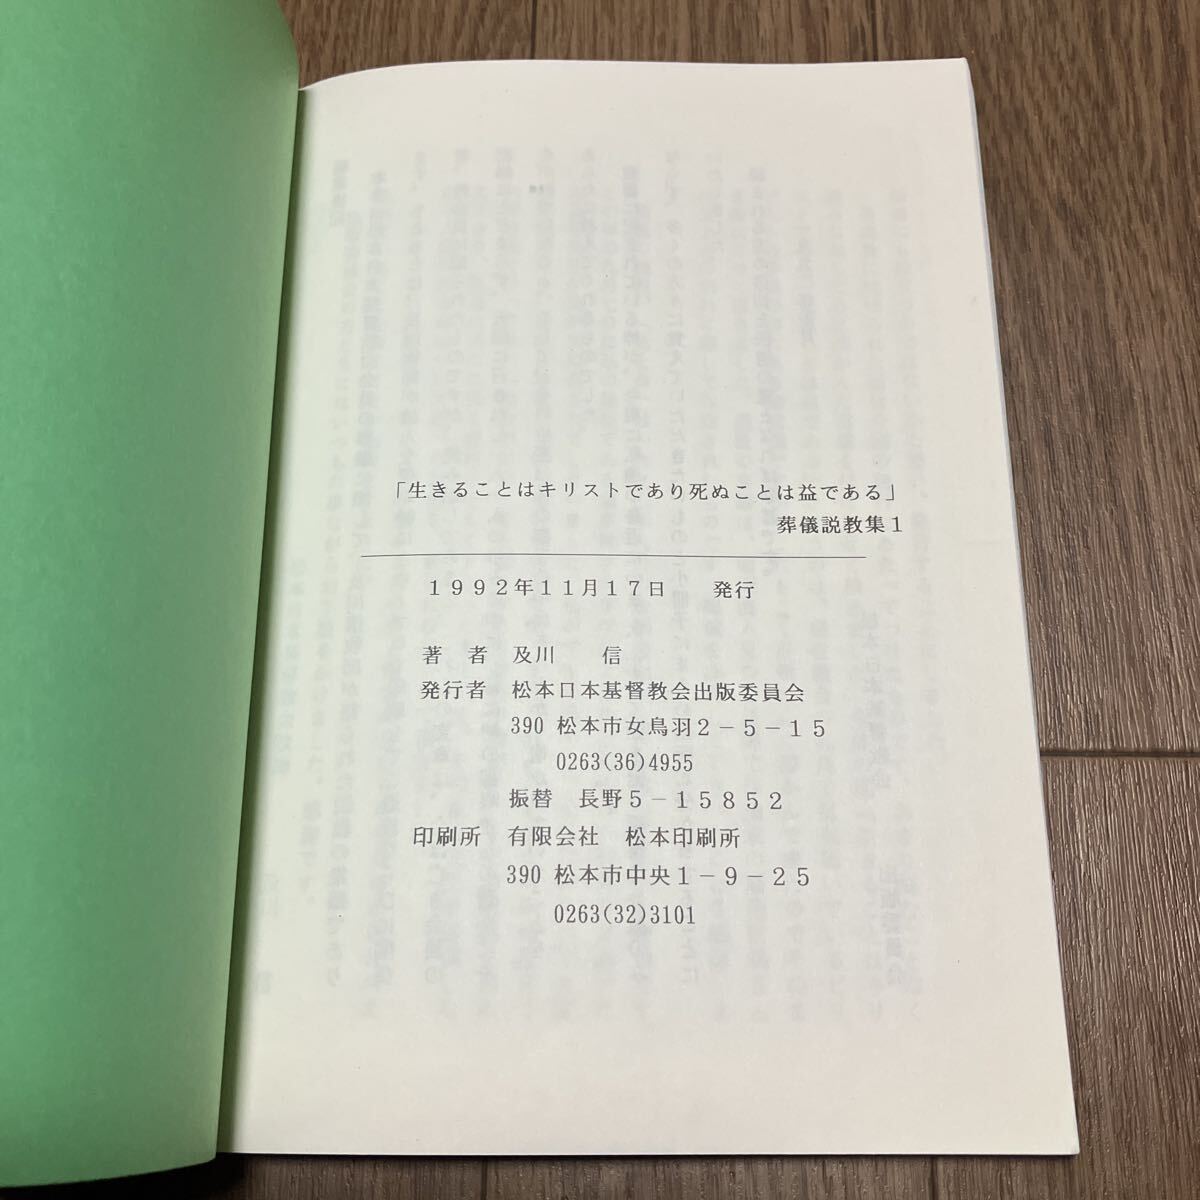 「生きることはキリストであり死ぬことは益である」
葬儀説教集１
１９９２年１１月１７日　　発行
著　者　及川　　信
発行者　松本日本基督教会出版委員会
390 松本市女鳥羽２－５－１５
0263(36)4955
振替　長野５－１５８５２
印刷所　有限会社　松本印刷所
390 松本市中央１－９－２５
0263(32)3101